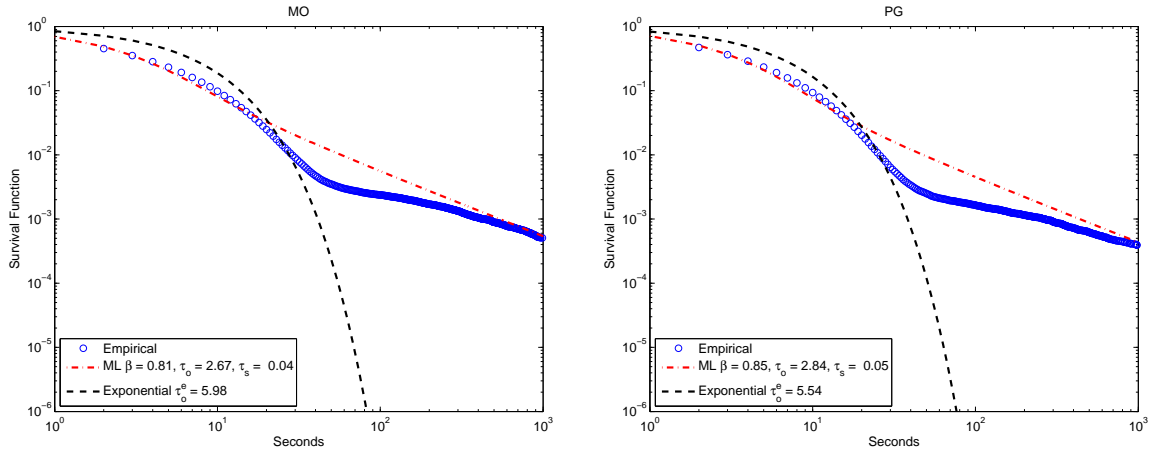 MO
Survival Function
10^0
10^-1
10^-2
10^-3
10^-4
10^-5
10^-6
Empirical
ML β = 0.81, τ_o = 2.67, τ_s = 0.04
Exponential τ_o^e = 5.98
10^0 10^1 10^2 10^3
Seconds
PG
Survival Function
10^0
10^-1
10^-2
10^-3
10^-4
10^-5
10^-6
Empirical
ML β = 0.85, τ_o = 2.84, τ_s = 0.05
Exponential τ_o^e = 5.54
10^0 10^1 10^2 10^3
Seconds